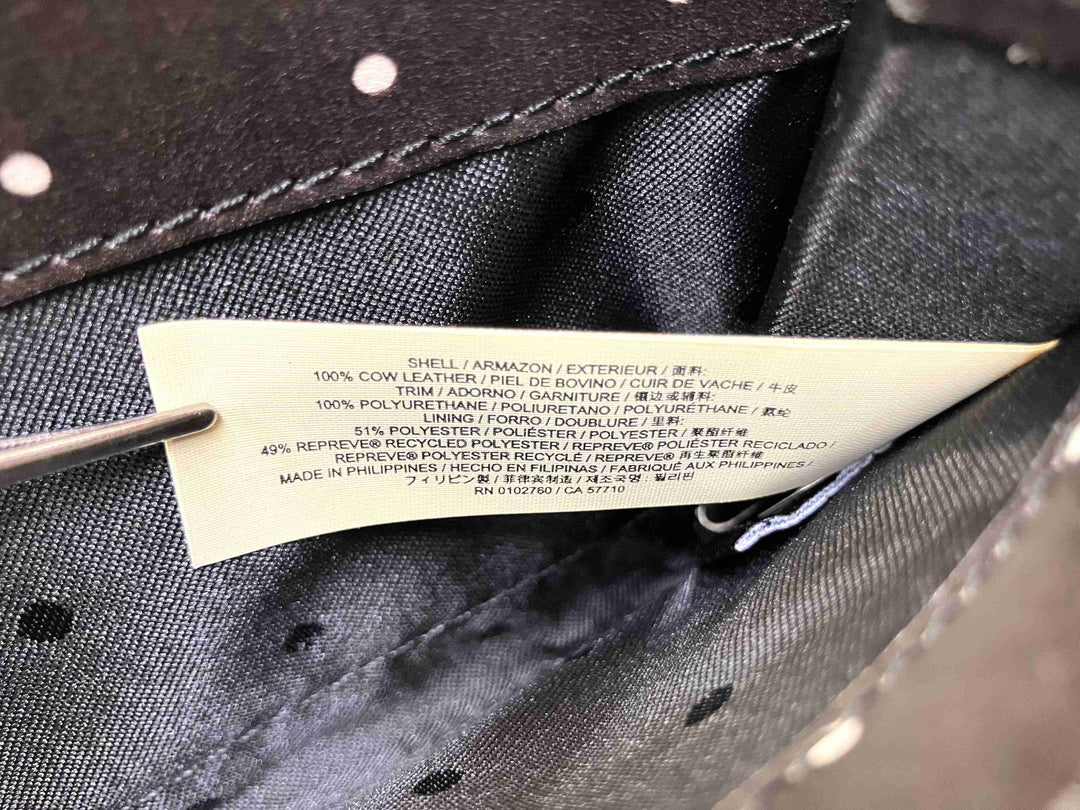 SHELL / ARMAZON / EXTERIEUR / 面料:
100% COW LEATHER / PIEL DE BOVINO / CUIR DE VACHE / 牛皮
TRIM / ADORNO / GARNITURE / 镶边或辅料:
100% POLYURETHANE / POLIURETANO / POLYURÉTHANE / 氨纶
LINING / FORRO / DOUBLURE / 里料:
51% POLYESTER / POLIÉSTER / POLYESTER / 聚酯纤维
49% REPREVE® RECYCLED POLYESTER / REPREVE® POLIÉSTER RECICLADO /
REPREVE® POLYESTER RECYCLÉ / REPREVE® 再生聚酯纤维
MADE IN PHILIPPINES / HECHO EN FILIPINAS / FABRIQUÉ AUX PHILIPPINES /
フィリピン製 / 菲律宾制造 / 제조국명 : 필리핀
RN 0102760 / CA 57710